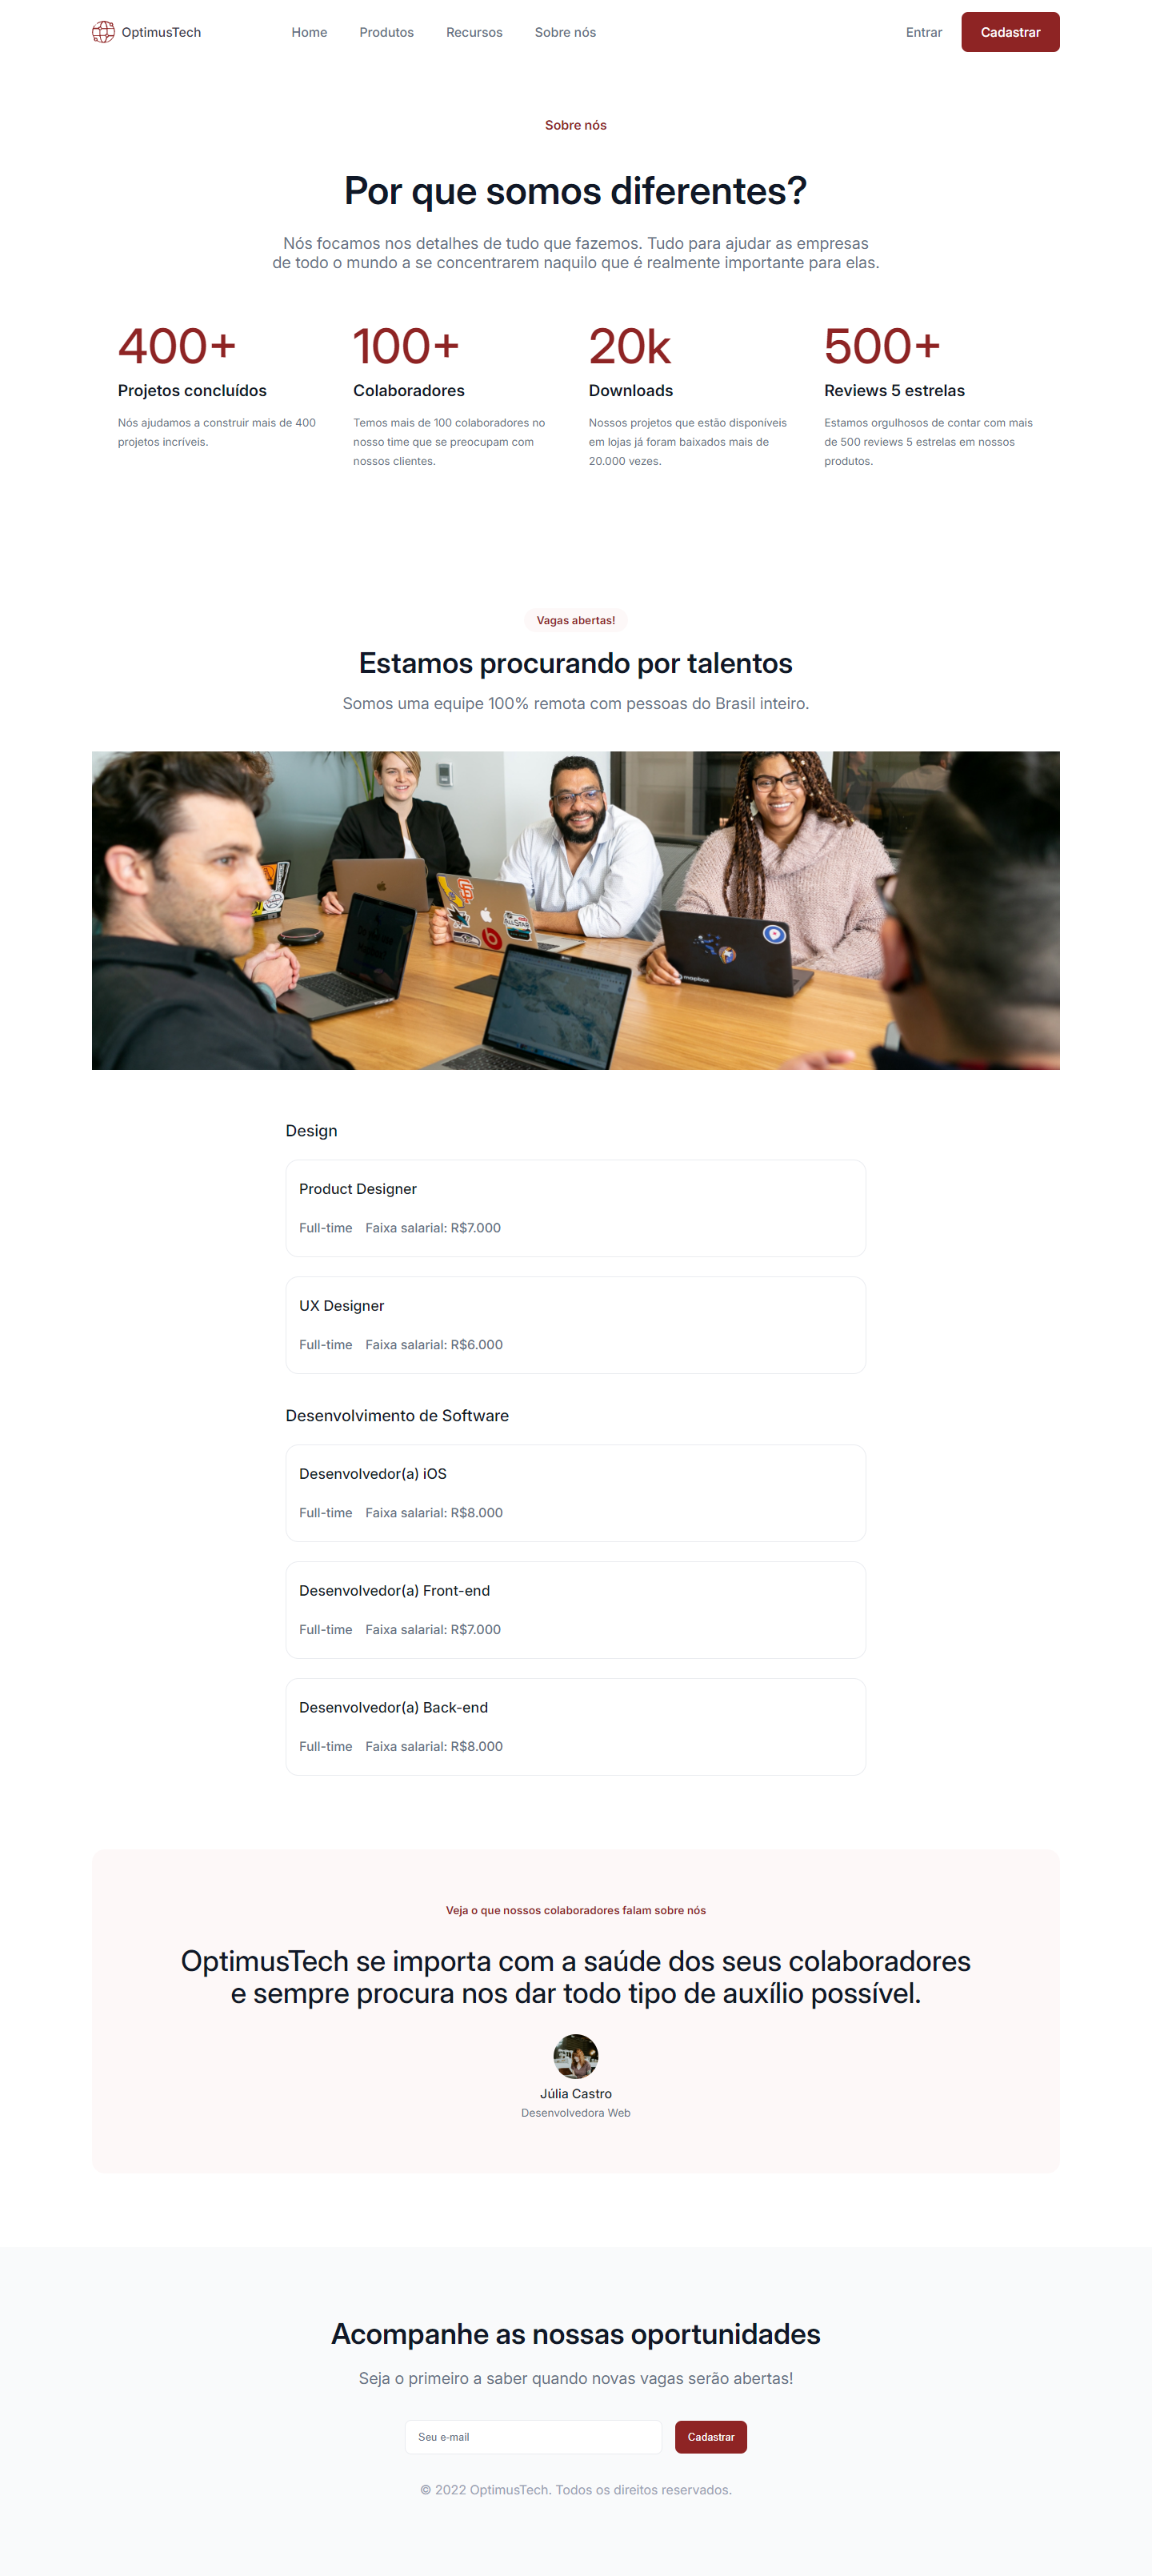 OptimusTech
Home
Produtos
Recursos
Sobre nós
Entrar
Cadastrar
Sobre nós
Por que somos diferentes?
Nós focamos nos detalhes de tudo que fazemos. Tudo para ajudar as empresas
de todo o mundo a se concentrarem naquilo que é realmente importante para elas.
400+
Projetos concluídos
Nós ajudamos a construir mais de 400
projetos incríveis.
100+
Colaboradores
Temos mais de 100 colaboradores no
nosso time que se preocupam com
nossos clientes.
20k
Downloads
Nossos projetos que estão disponíveis
em lojas já foram baixados mais de
20.000 vezes.
500+
Reviews 5 estrelas
Estamos orgulhosos de contar com mais
de 500 reviews 5 estrelas em nossos
produtos.
Vagas abertas!
Estamos procurando por talentos
Somos uma equipe 100% remota com pessoas do Brasil inteiro.
mapbox
Design
Product Designer
Full-time Faixa salarial: R$7.000
UX Designer
Full-time Faixa salarial: R$6.000
Desenvolvimento de Software
Desenvolvedor(a) iOS
Full-time Faixa salarial: R$8.000
Desenvolvedor(a) Front-end
Full-time Faixa salarial: R$7.000
Desenvolvedor(a) Back-end
Full-time Faixa salarial: R$8.000
Veja o que nossos colaboradores falam sobre nós
OptimusTech se importa com a saúde dos seus colaboradores
e sempre procura nos dar todo tipo de auxílio possível.
Júlia Castro
Desenvolvedora Web
Acompanhe as nossas oportunidades
Seja o primeiro a saber quando novas vagas serão abertas!
Seu e-mail
Cadastrar
© 2022 OptimusTech. Todos os direitos reservados.